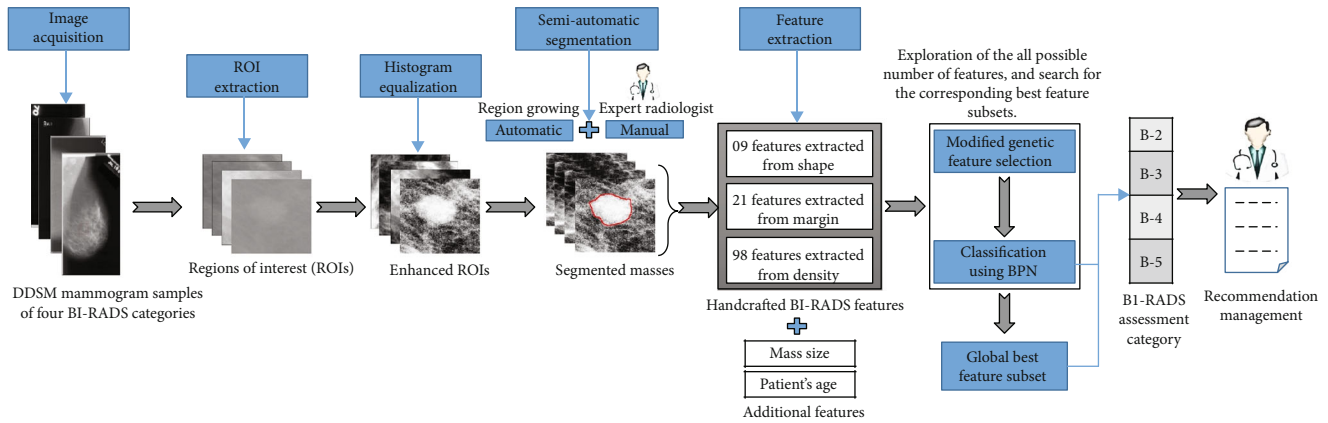 Image
acquisition
DDSM mammogram samples
of four BI-RADS categories
ROI
extraction
Regions of interest (ROIs)
Histogram
equalization
Enhanced ROIs
Semi-automatic
segmentation
Region growing
Automatic
Expert radiologist
Manual
Segmented masses
Feature
extraction
09 features extracted
from shape
21 features extracted
from margin
98 features extracted
from density
Handcrafted BI-RADS features
Mass size
Patient's age
Additional features
Exploration of the all possible
number of features, and search for
the corresponding best feature
subsets.
Modified genetic
feature selection
Classification
using BPN
Global best
feature subset
B-2
B-3
B-4
B-5
B1-RADS
assessment
category
Recommendation
management